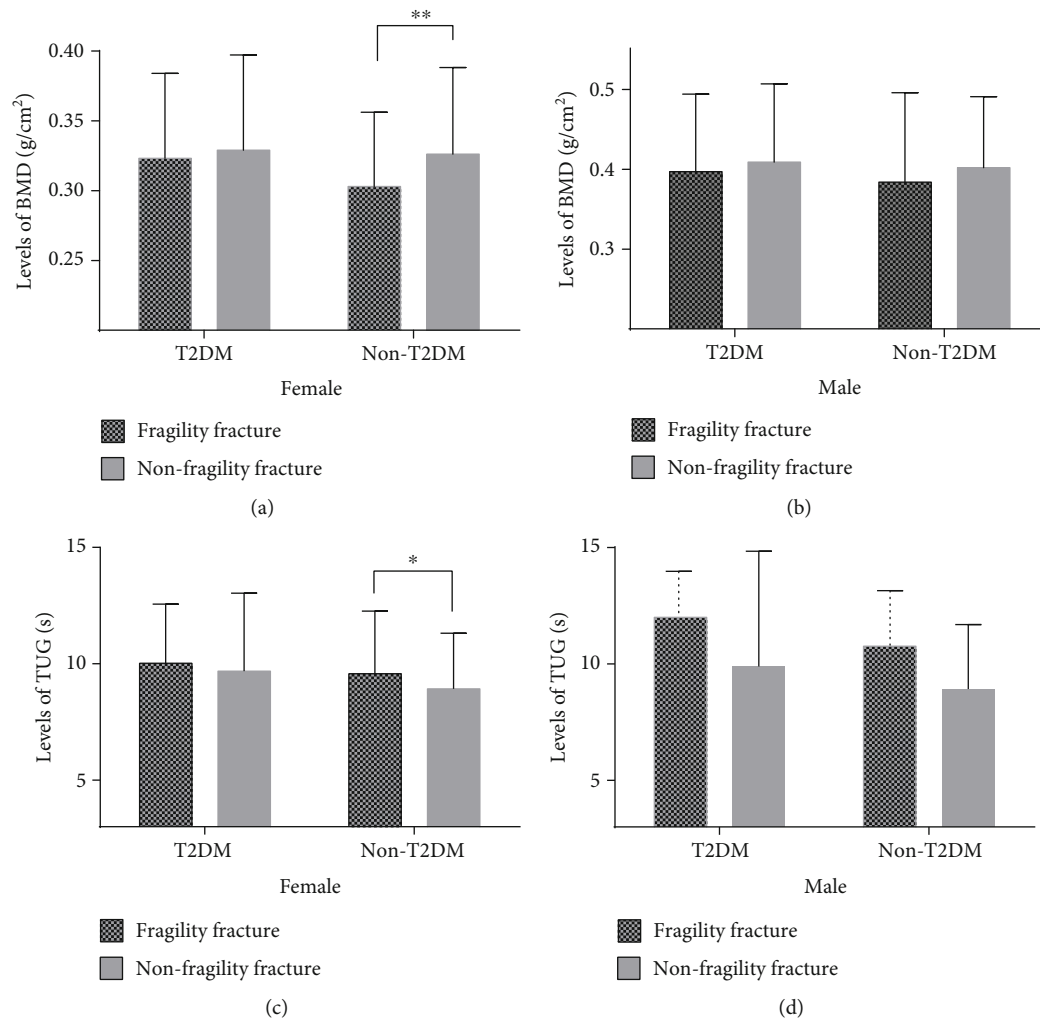 **
0.40
0.35
0.30
0.25
Levels of BMD (g/cm²)
T2DM
Non-T2DM
Female
Fragility fracture
Non-fragility fracture
(a)
0.5
0.4
0.3
Levels of BMD (g/cm²)
T2DM
Non-T2DM
Male
Fragility fracture
Non-fragility fracture
(b)
*
15
10
5
Levels of TUG (s)
T2DM
Non-T2DM
Female
Fragility fracture
Non-fragility fracture
(c)
15
10
5
Levels of TUG (s)
T2DM
Non-T2DM
Male
Fragility fracture
Non-fragility fracture
(d)